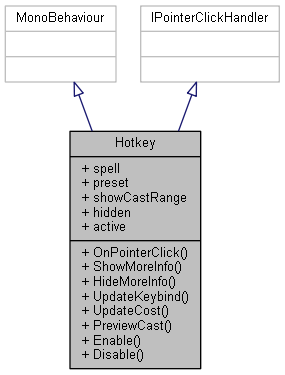 MonoBehaviour
IPointerClickHandler
Hotkey
+ spell
+ preset
+ showCastRange
+ hidden
+ active
+ OnPointerClick()
+ ShowMoreInfo()
+ HideMoreInfo()
+ UpdateKeybind()
+ UpdateCost()
+ PreviewCast()
+ Enable()
+ Disable()